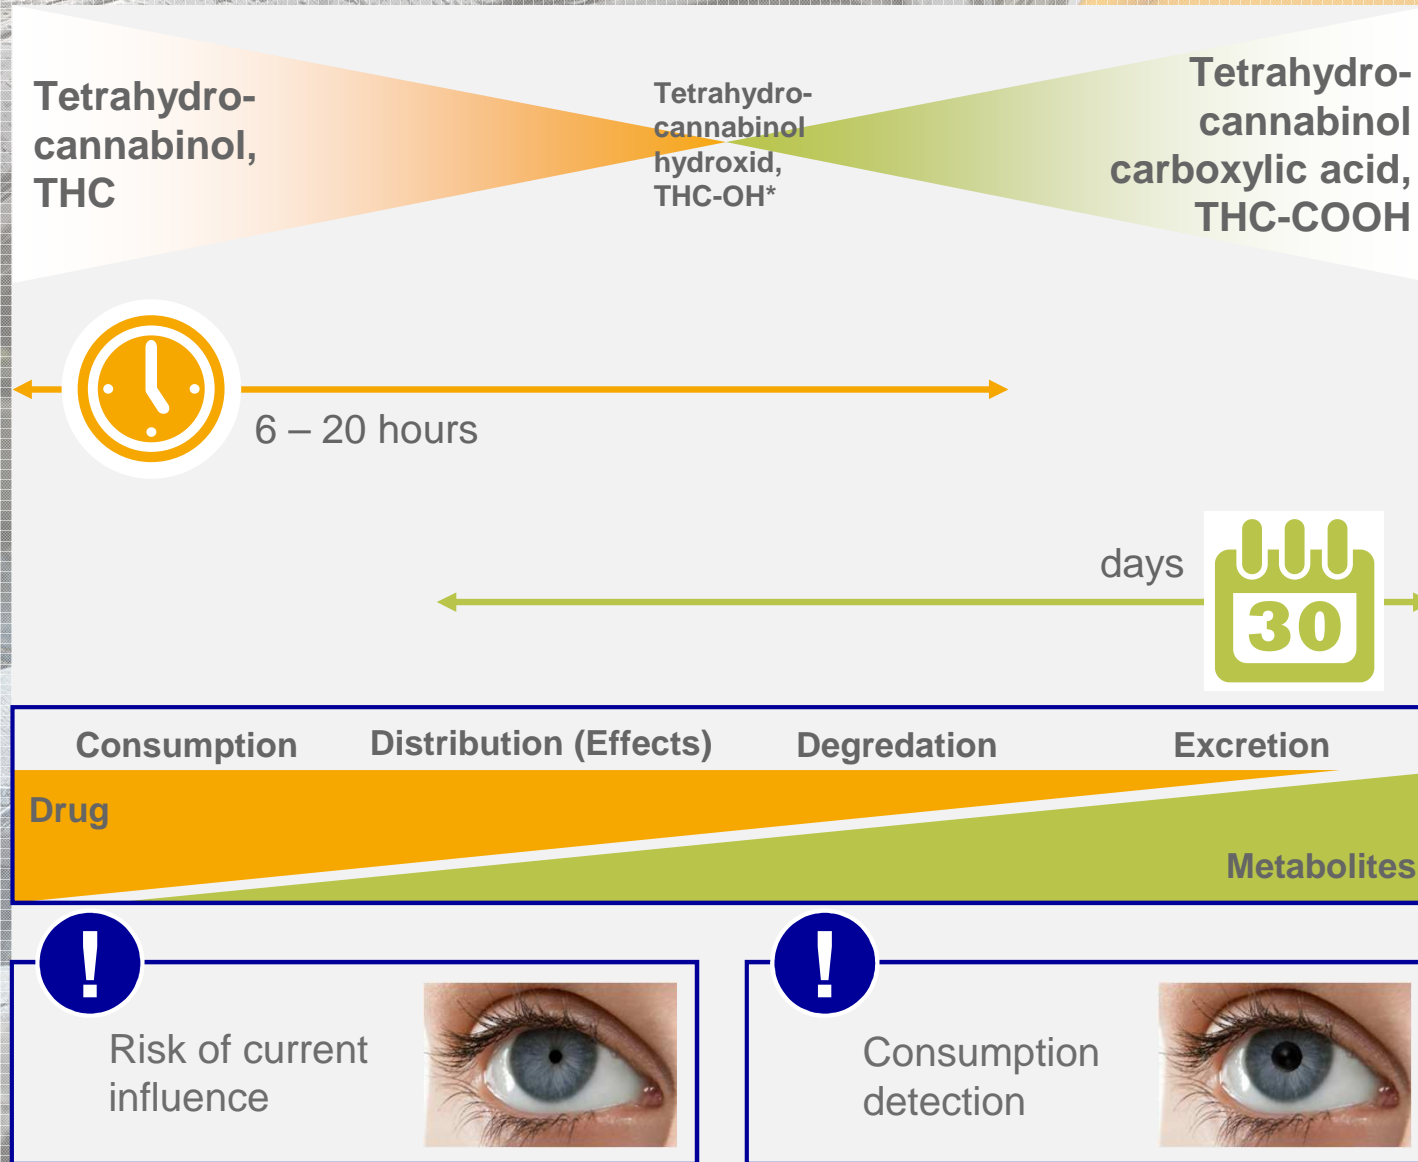 Tetrahydro-
cannabinol,
THC
Tetrahydro-
cannabinol
hydroxid,
THC-OH*
Tetrahydro-
cannabinol
carboxylic acid,
THC-COOH
6 – 20 hours
days
30
Consumption
Distribution (Effects)
Degredation
Excretion
Drug
Metabolites
!
Risk of current
influence
!
Consumption
detection